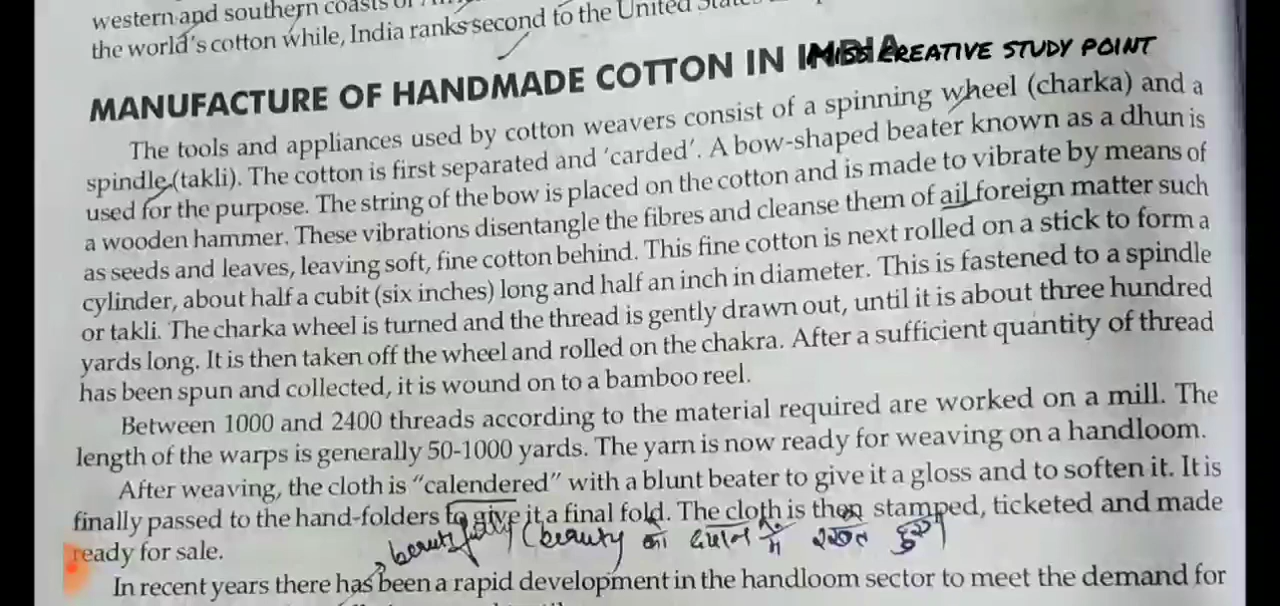 western and southern coasts of
the world's cotton while, India ranks second to the United States
MANUFACTURE OF HANDMADE COTTON IN INDIA
MISS CREATIVE STUDY POINT
The tools and appliances used by cotton weavers consist of a spinning wheel (charka) and a
spindle (takli). The cotton is first separated and 'carded'. A bow-shaped beater known as a dhun is
used for the purpose. The string of the bow is placed on the cotton and is made to vibrate by means of
a wooden hammer. These vibrations disentangle the fibres and cleanse them of ail foreign matter such
as seeds and leaves, leaving soft, fine cotton behind. This fine cotton is next rolled on a stick to form a
cylinder, about half a cubit (six inches) long and half an inch in diameter. This is fastened to a spindle
or takli. The charka wheel is turned and the thread is gently drawn out, until it is about three hundred
yards long. It is then taken off the wheel and rolled on the chakra. After a sufficient quantity of thread
has been spun and collected, it is wound on to a bamboo reel.
Between 1000 and 2400 threads according to the material required are worked on a mill. The
length of the warps is generally 50-1000 yards. The yarn is now ready for weaving on a handloom.
After weaving, the cloth is "calendered" with a blunt beater to give it a gloss and to soften it. It is
finally passed to the hand-folders to give it a final fold. The cloth is then stamped, ticketed and made
ready for sale.
beautifully (beauty को ध्यान में रखते हुए)
In recent years there has been a rapid development in the handloom sector to meet the demand for